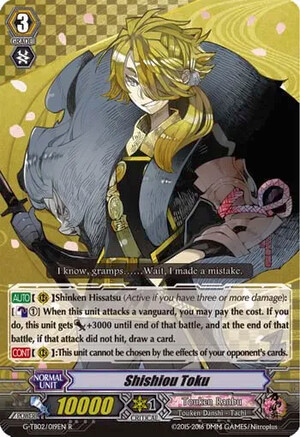 3
GRADE
I know, gramps......Wait, I made a mistake.
AUTO [ ]Shinken Hissatsu (Active if you have three or more damage):
[ 1] When this unit attacks a vanguard, you may pay the cost. If you
do, this unit gets +3000 until end of that battle, and at the end of that
battle, if that attack did not hit, draw a card.
CONT [ ]:This unit cannot be chosen by the effects of your opponent's cards.
NORMAL
UNIT
Shishiou Toku
POWER
10000
1
CRITICAL
Touken Ranbu
Touken Danshi - Tachi
G-TB02/019EN R
©2015-2016 DMM GAMES/Nitroplus